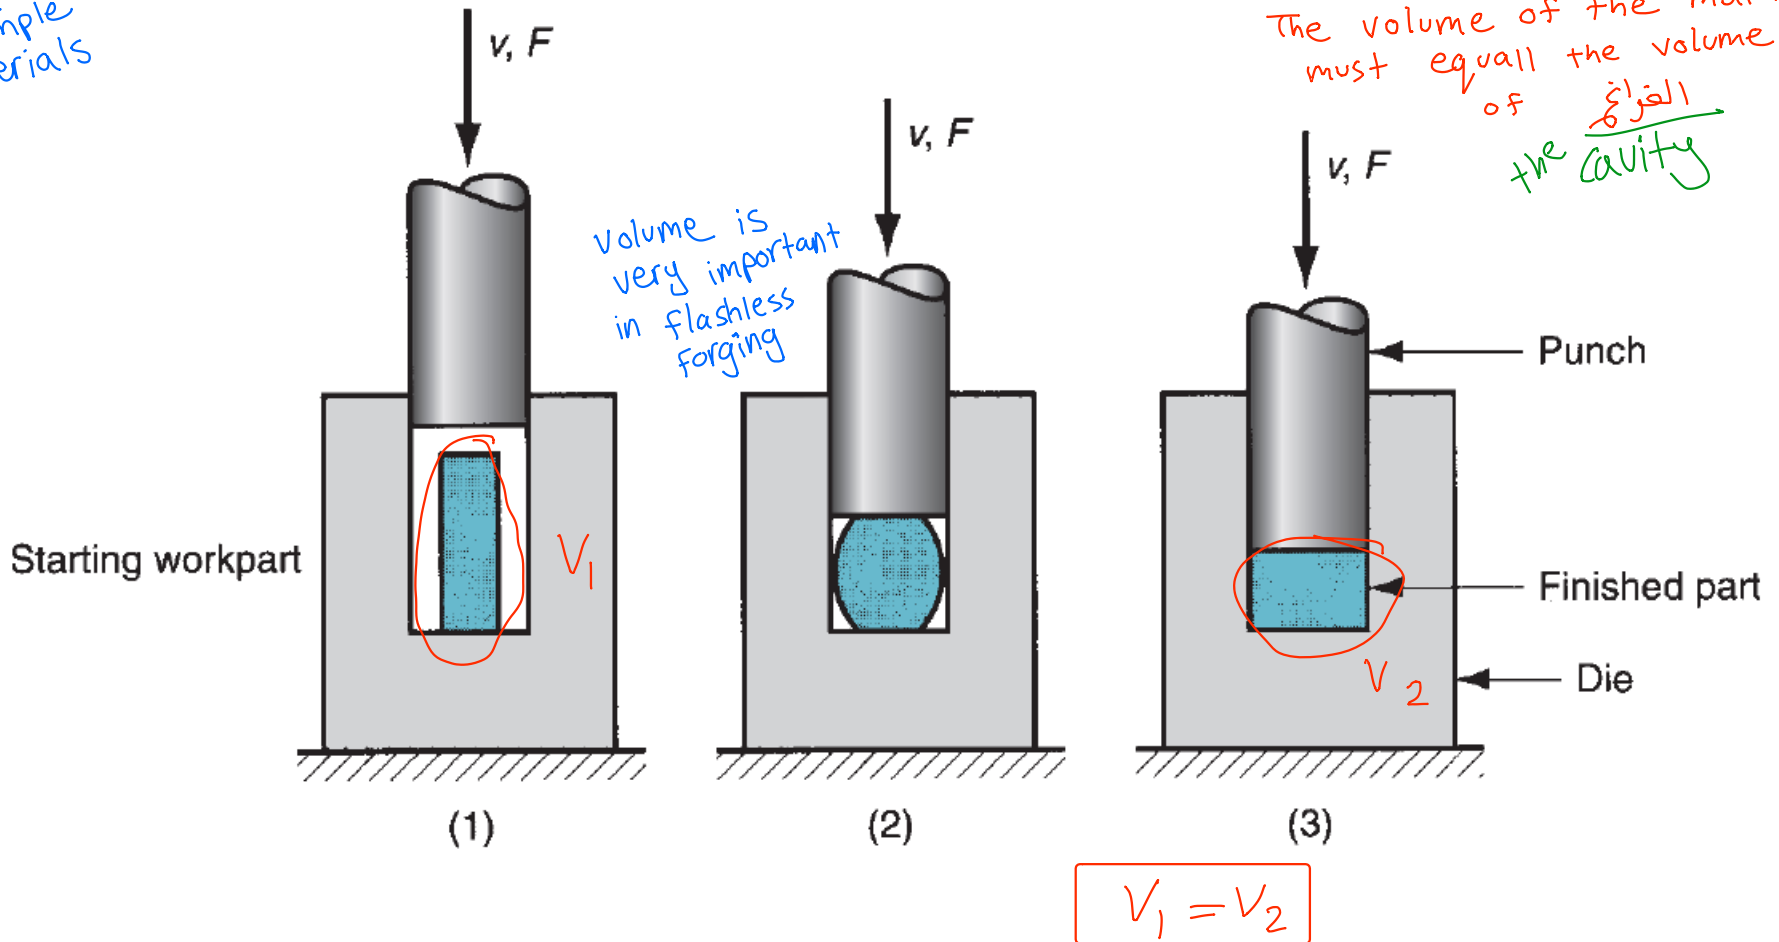 erials
v, F
The volume of the
must equall the volume
of الفراغ
the cavity
v, F
v, F
volume is
very important
in flashless
forging
Punch
Starting workpart
V1
Finished part
V2
Die
(1)
(2)
(3)
V1 = V2